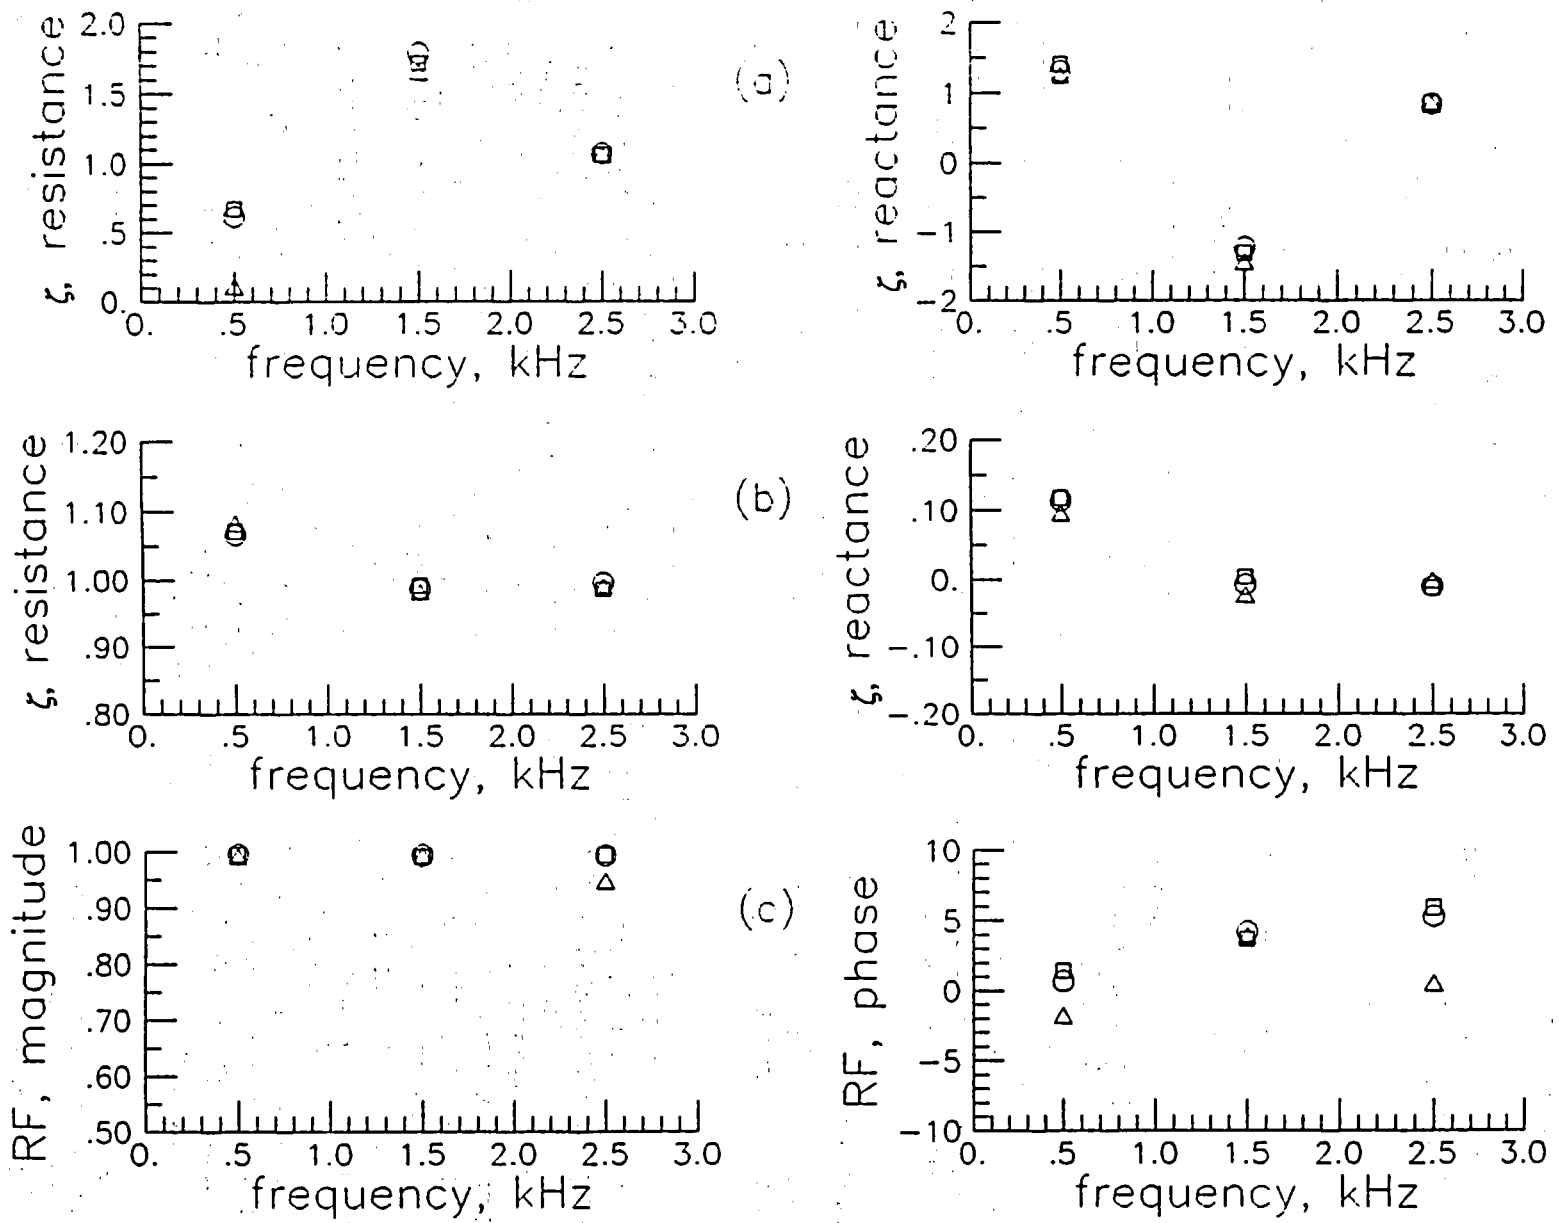 ζ, resistance
2.0
1.5
1.0
.5
0.
0. .5 1.0 1.5 2.0 2.5 3.0
frequency, kHz
(a)
ζ, reactance
2
1
0
−1
−2
0. .5 1.0 1.5 2.0 2.5 3.0
frequency, kHz
ζ, resistance
1.20
1.10
1.00
.90
.80
0. .5 1.0 1.5 2.0 2.5 3.0
frequency, kHz
(b)
ζ, reactance
.20
.10
0.
−.10
−.20
0. .5 1.0 1.5 2.0 2.5 3.0
frequency, kHz
RF, magnitude
1.00
.90
.80
.70
.60
.50
0. .5 1.0 1.5 2.0 2.5 3.0
frequency, kHz
(c)
RF, phase
10
5
0
−5
−10
0. .5 1.0 1.5 2.0 2.5 3.0
frequency, kHz